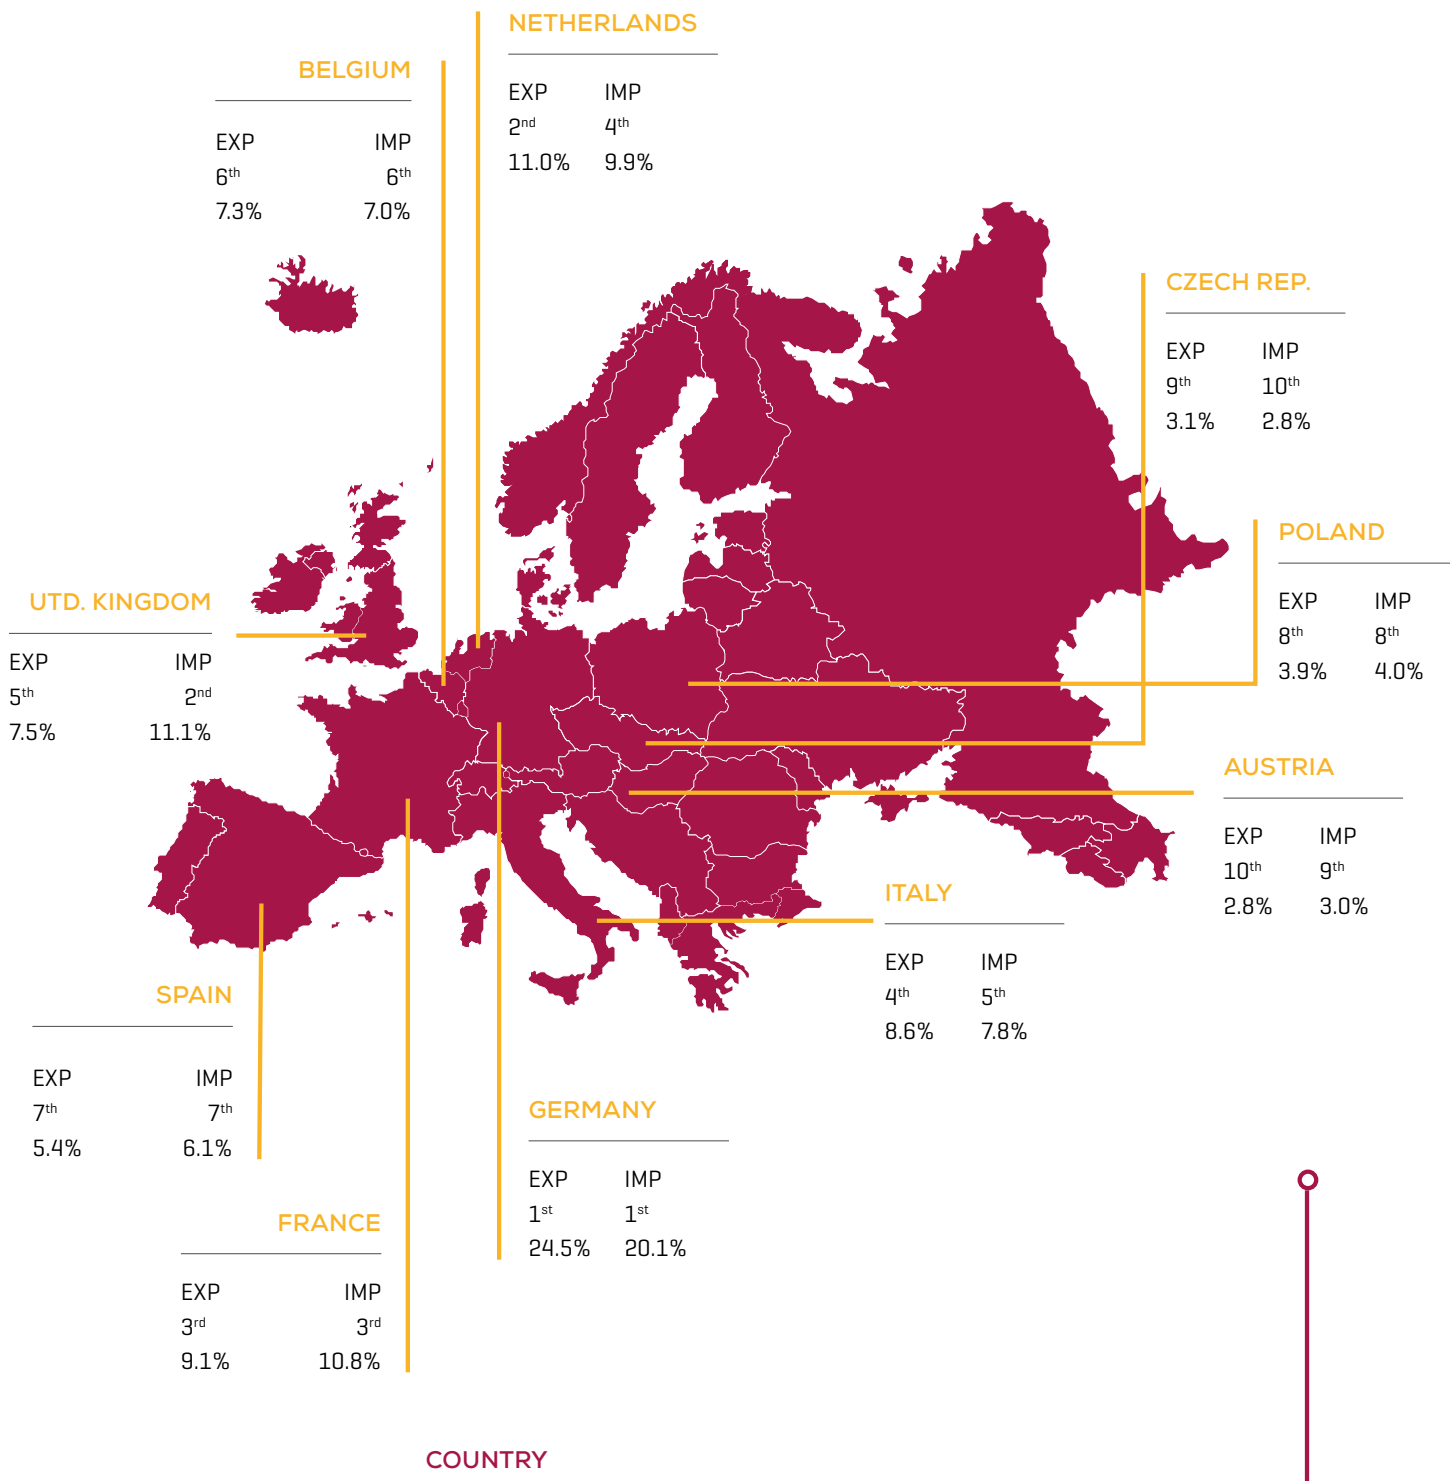 NETHERLANDS
EXP IMP
2nd 4th
11.0% 9.9%
BELGIUM
EXP IMP
6th 6th
7.3% 7.0%
CZECH REP.
EXP IMP
9th 10th
3.1% 2.8%
POLAND
EXP IMP
8th 8th
3.9% 4.0%
UTD. KINGDOM
EXP IMP
5th 2nd
7.5% 11.1%
AUSTRIA
EXP IMP
10th 9th
2.8% 3.0%
ITALY
EXP IMP
4th 5th
8.6% 7.8%
SPAIN
EXP IMP
7th 7th
5.4% 6.1%
GERMANY
EXP IMP
1st 1st
24.5% 20.1%
FRANCE
EXP IMP
3rd 3rd
9.1% 10.8%
COUNTRY